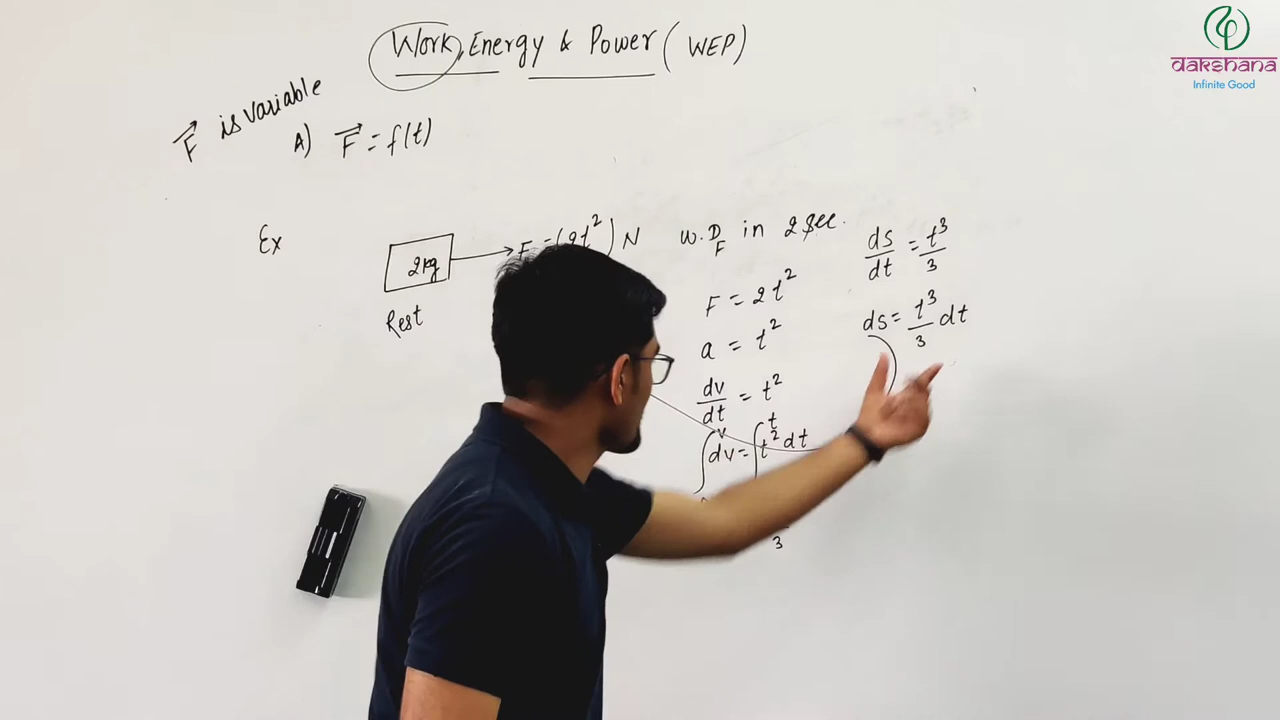 Work, Energy & Power (WEP)
dakshana
Infinite Good
F⃗ is variable
A) F⃗ = f(t)
Ex
2kg
F = (2t²) N
Rest
W.D_F in 2 sec.
F = 2t²
a = t²
dv/dt = t²
∫^v dv = ∫^t t² dt
3
ds/dt = t³/3
ds = t³/3 dt